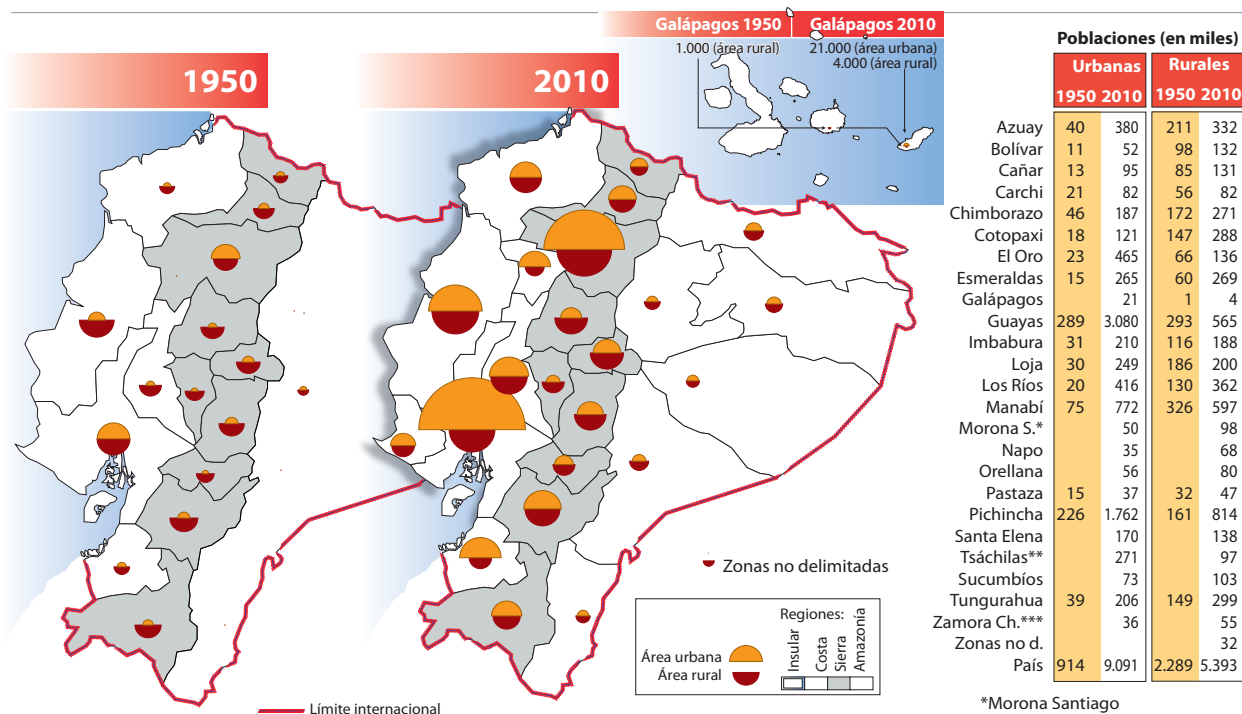 Galápagos 1950 Galápagos 2010
1.000 (área rural) 21.000 (área urbana)
4.000 (área rural)
1950
2010
Zonas no delimitadas
Área urbana
Área rural
Regiones:
Insular
Costa
Sierra
Amazonía
Límite internacional
Poblaciones (en miles)
Urbanas Rurales
1950 2010 1950 2010
Azuay 40 380 211 332
Bolívar 11 52 98 132
Cañar 13 95 85 131
Carchi 21 82 56 82
Chimborazo 46 187 172 271
Cotopaxi 18 121 147 288
El Oro 23 465 66 136
Esmeraldas 15 265 60 269
Galápagos 21 1 4
Guayas 289 3.080 293 565
Imbabura 31 210 116 188
Loja 30 249 186 200
Los Ríos 20 416 130 362
Manabí 75 772 326 597
Morona S.* 50 98
Napo 35 68
Orellana 56 80
Pastaza 15 37 32 47
Pichincha 226 1.762 161 814
Santa Elena 170 138
Tsáchilas** 271 97
Sucumbíos 73 103
Tungurahua 39 206 149 299
Zamora Ch.*** 36 55
Zonas no d. 32
País 914 9.091 2.289 5.393
*Morona Santiago